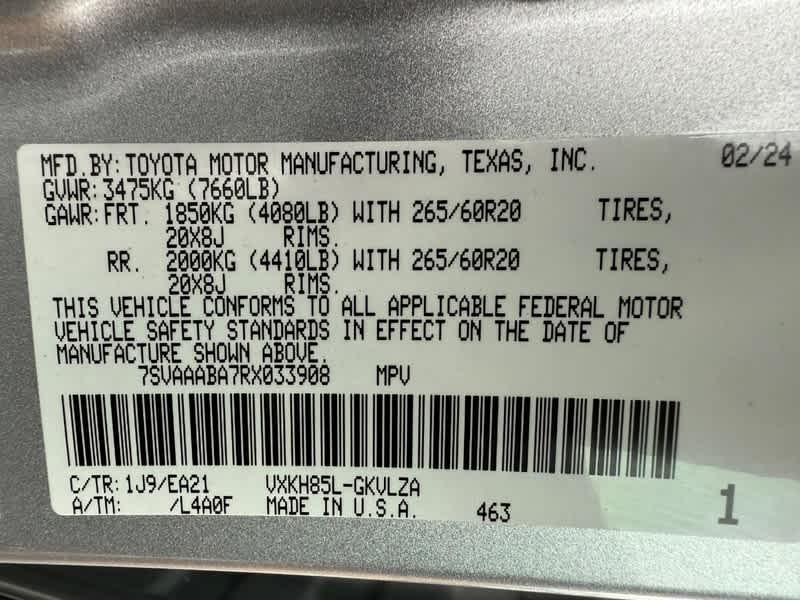 MFD.BY:TOYOTA MOTOR MANUFACTURING, TEXAS, INC. 02/24
GVWR:3475KG (7660LB)
GAWR:FRT. 1850KG (4080LB) WITH 265/60R20 TIRES,
20X8J RIMS.
RR. 2000KG (4410LB) WITH 265/60R20 TIRES,
20X8J RIMS.
THIS VEHICLE CONFORMS TO ALL APPLICABLE FEDERAL MOTOR
VEHICLE SAFETY STANDARDS IN EFFECT ON THE DATE OF
MANUFACTURE SHOWN ABOVE.
7SVAAABA7RX033908 MPV
C/TR:1J9/EA21 VXKH85L-GKVLZA
A/TM: /L4A0F MADE IN U.S.A. 463 1